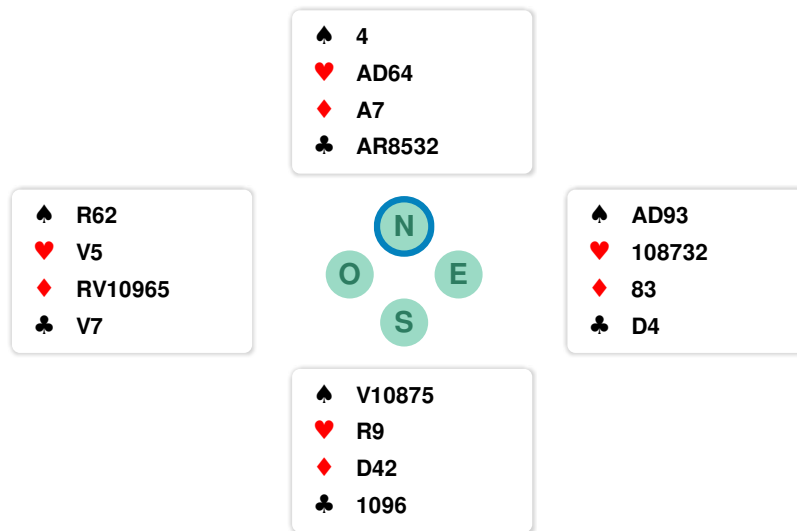 ♠ 4
♥ AD64
♦ A7
♣ AR8532
♠ R62
♥ V5
♦ RV10965
♣ V7
N
O E
S
♠ AD93
♥ 108732
♦ 83
♣ D4
♠ V10875
♥ R9
♦ D42
♣ 1096